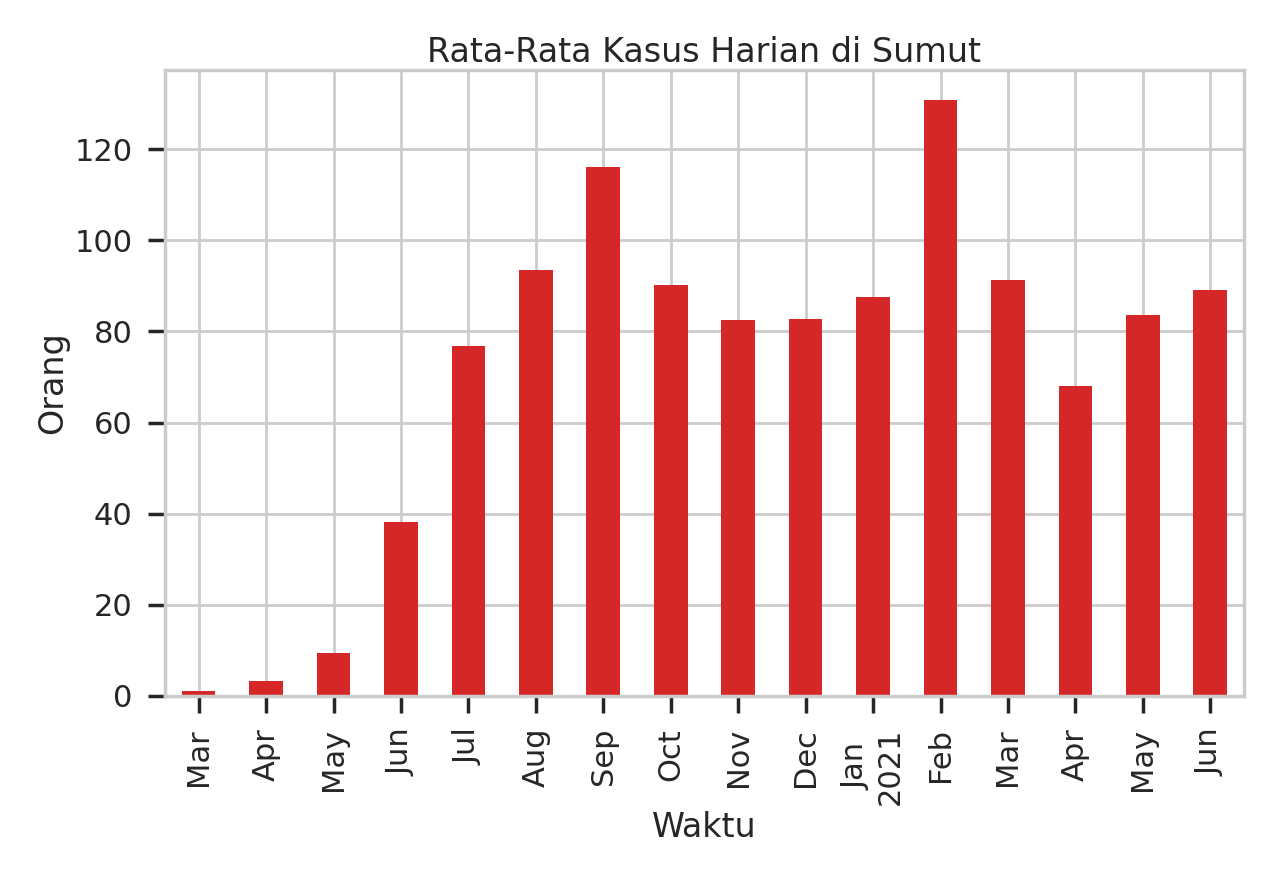 Rata-Rata Kasus Harian di Sumut
120
100
80
60
40
20
0
Orang
Mar
Apr
May
Jun
Jul
Aug
Sep
Oct
Nov
Dec
Jan
2021
Feb
Mar
Apr
May
Jun
Waktu